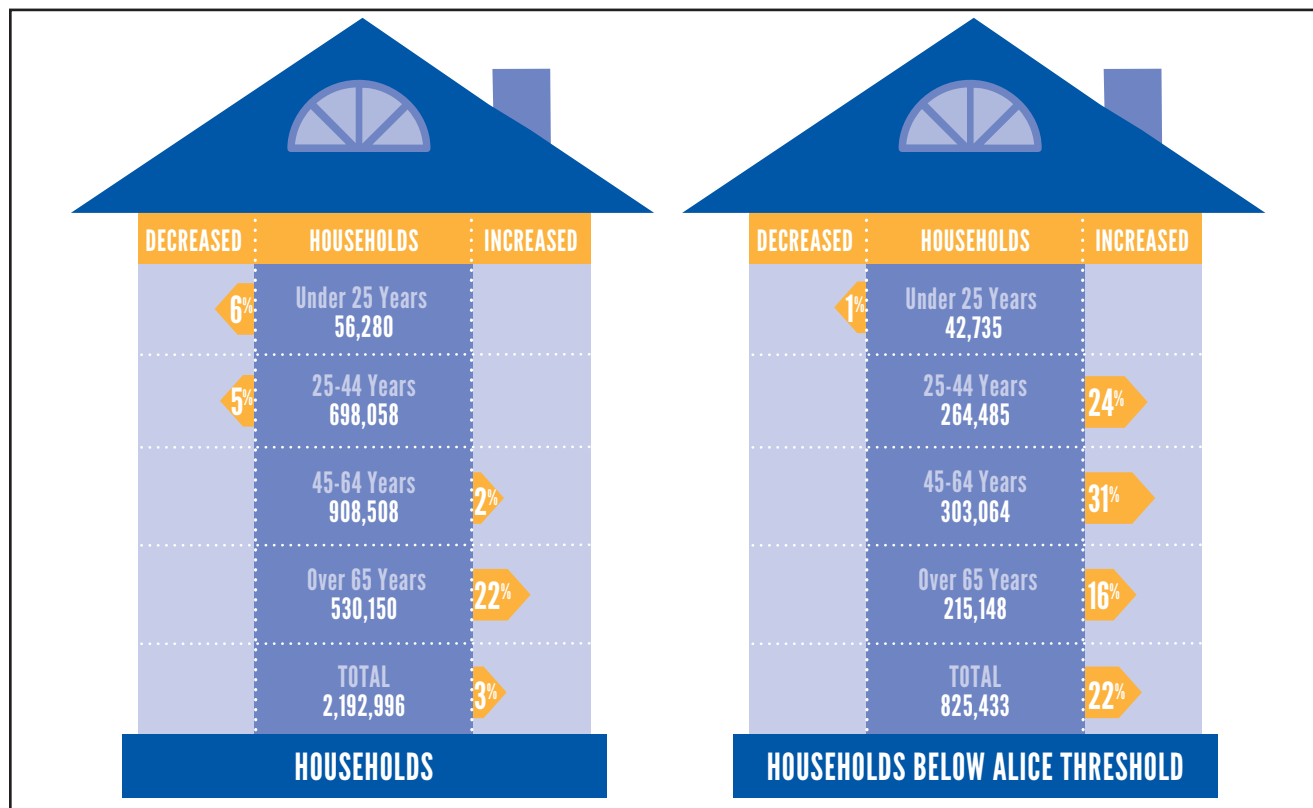 DECREASED HOUSEHOLDS INCREASED
6% Under 25 Years
56,280
5% 25-44 Years
698,058
45-64 Years 2%
908,508
Over 65 Years 22%
530,150
TOTAL 3%
2,192,996
HOUSEHOLDS
DECREASED HOUSEHOLDS INCREASED
1% Under 25 Years
42,735
25-44 Years 24%
264,485
45-64 Years 31%
303,064
Over 65 Years 16%
215,148
TOTAL 22%
825,433
HOUSEHOLDS BELOW ALICE THRESHOLD